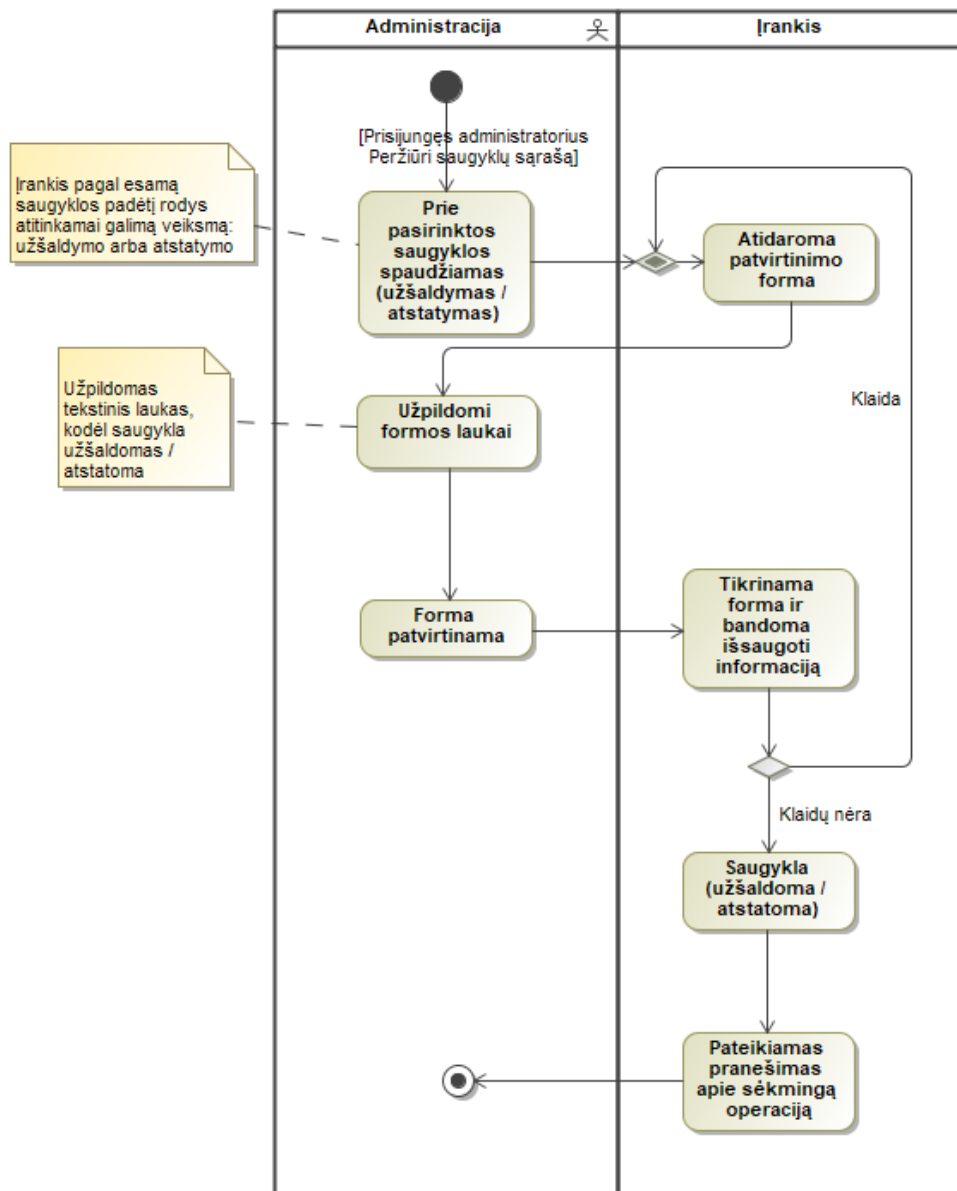 Administracija
Įrankis
[Prisijungęs administratorius
Peržiūri saugyklų sąrašą]
Įrankis pagal esamą
saugyklos padėtį rodys
atitinkamai galimą veiksmą:
užšaldymo arba atstatymo
Prie
pasirinktos
saugyklos
spaudžiamas
(užšaldymas /
atstatymas)
Atidaroma
patvirtinimo
forma
Užpildomas
tekstinis laukas,
kodėl saugykla
užšaldomas /
atstatoma
Užpildomi
formos laukai
Klaida
Forma
patvirtinama
Tikrinama
forma ir
bandoma
išsaugoti
informaciją
Klaidų nėra
Saugykla
(užšaldoma /
atstatoma)
Pateikiamas
pranešimas
apie sėkmingą
operaciją